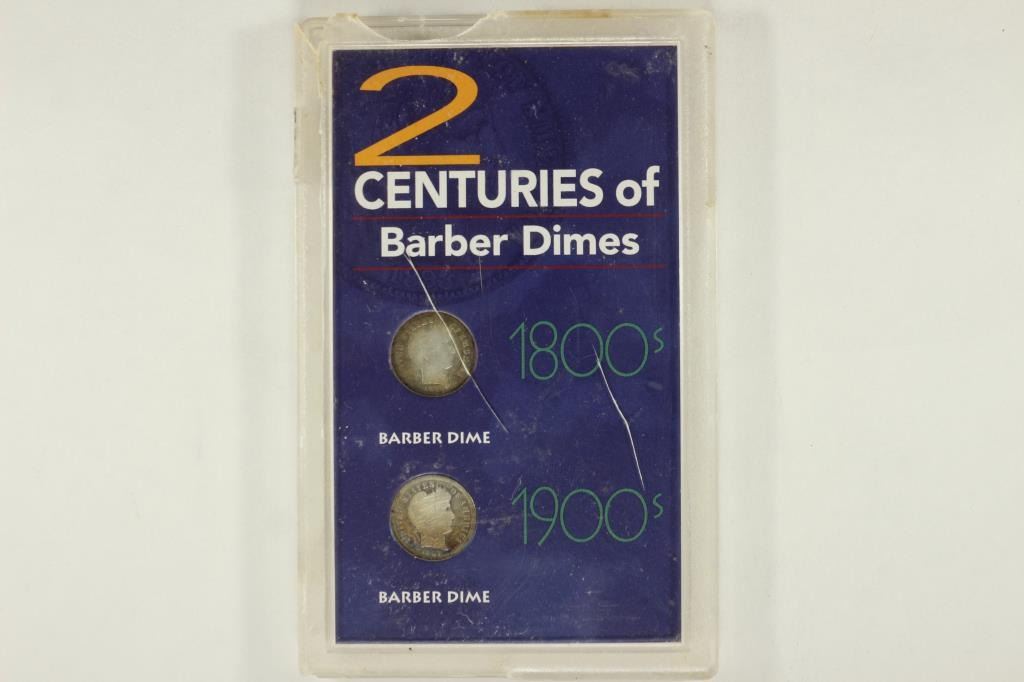 2
CENTURIES of
Barber Dimes
1800s
BARBER DIME
1900s
BARBER DIME